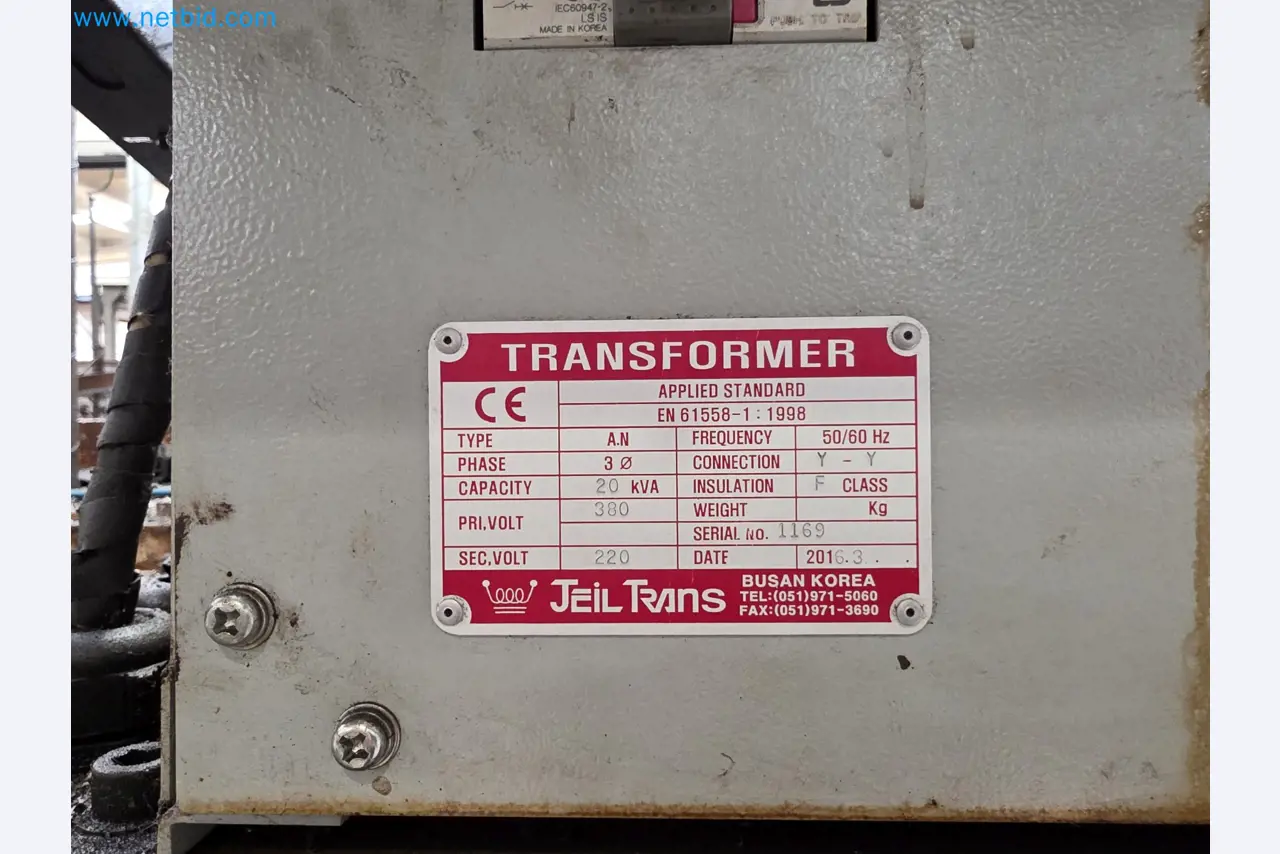 www.netbid.com
IEC60947-2
LS IS
MADE IN KOREA
PUSH TO TRIP
TRANSFORMER
CE
APPLIED STANDARD
EN 61558-1 : 1998
TYPE A.N FREQUENCY 50/60 Hz
PHASE 3 Ø CONNECTION Y - Y
CAPACITY 20 KVA INSULATION F CLASS
PRI,VOLT 380 WEIGHT Kg
SERIAL No. 1169
SEC,VOLT 220 DATE 2016.3 . .
JEIL TRANS
BUSAN KOREA
TEL:(051)971-5060
FAX:(051)971-3690